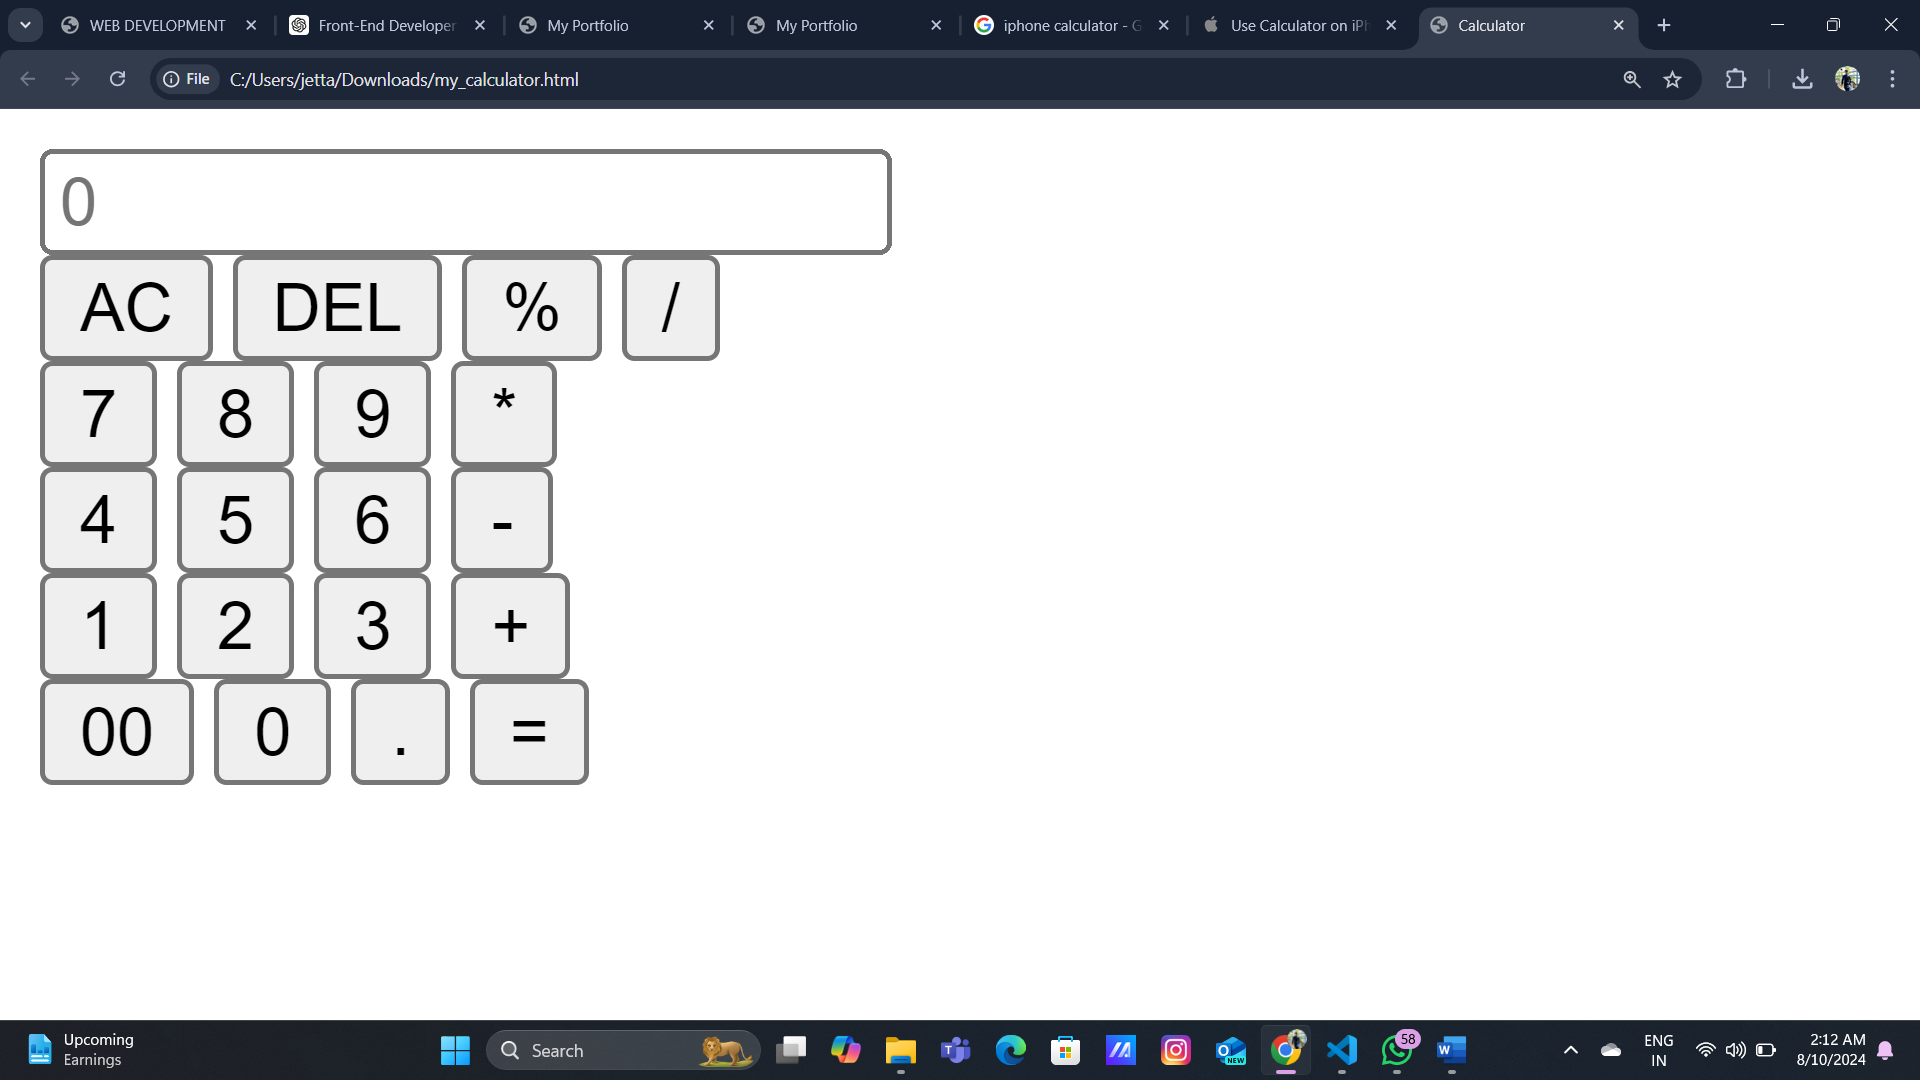 WEB DEVELOPMENT
Front-End Developer
My Portfolio
My Portfolio
iphone calculator - G
Use Calculator on iPh
Calculator
File
C:/Users/jetta/Downloads/my_calculator.html
0
AC DEL % /
7 8 9 *
4 5 6 -
1 2 3 +
00 0 . =
Upcoming
Earnings
Search
NEW
58
ENG
IN
2:12 AM
8/10/2024